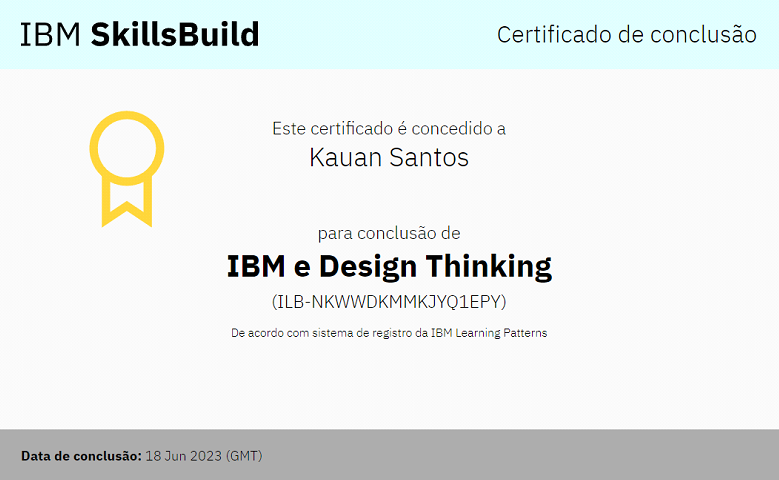 IBM SkillsBuild
Certificado de conclusão
Este certificado é concedido a
Kauan Santos
para conclusão de
IBM e Design Thinking
(ILB-NKWWDKMMKJYQ1EPY)
De acordo com sistema de registro da IBM Learning Patterns
Data de conclusão: 18 Jun 2023 (GMT)